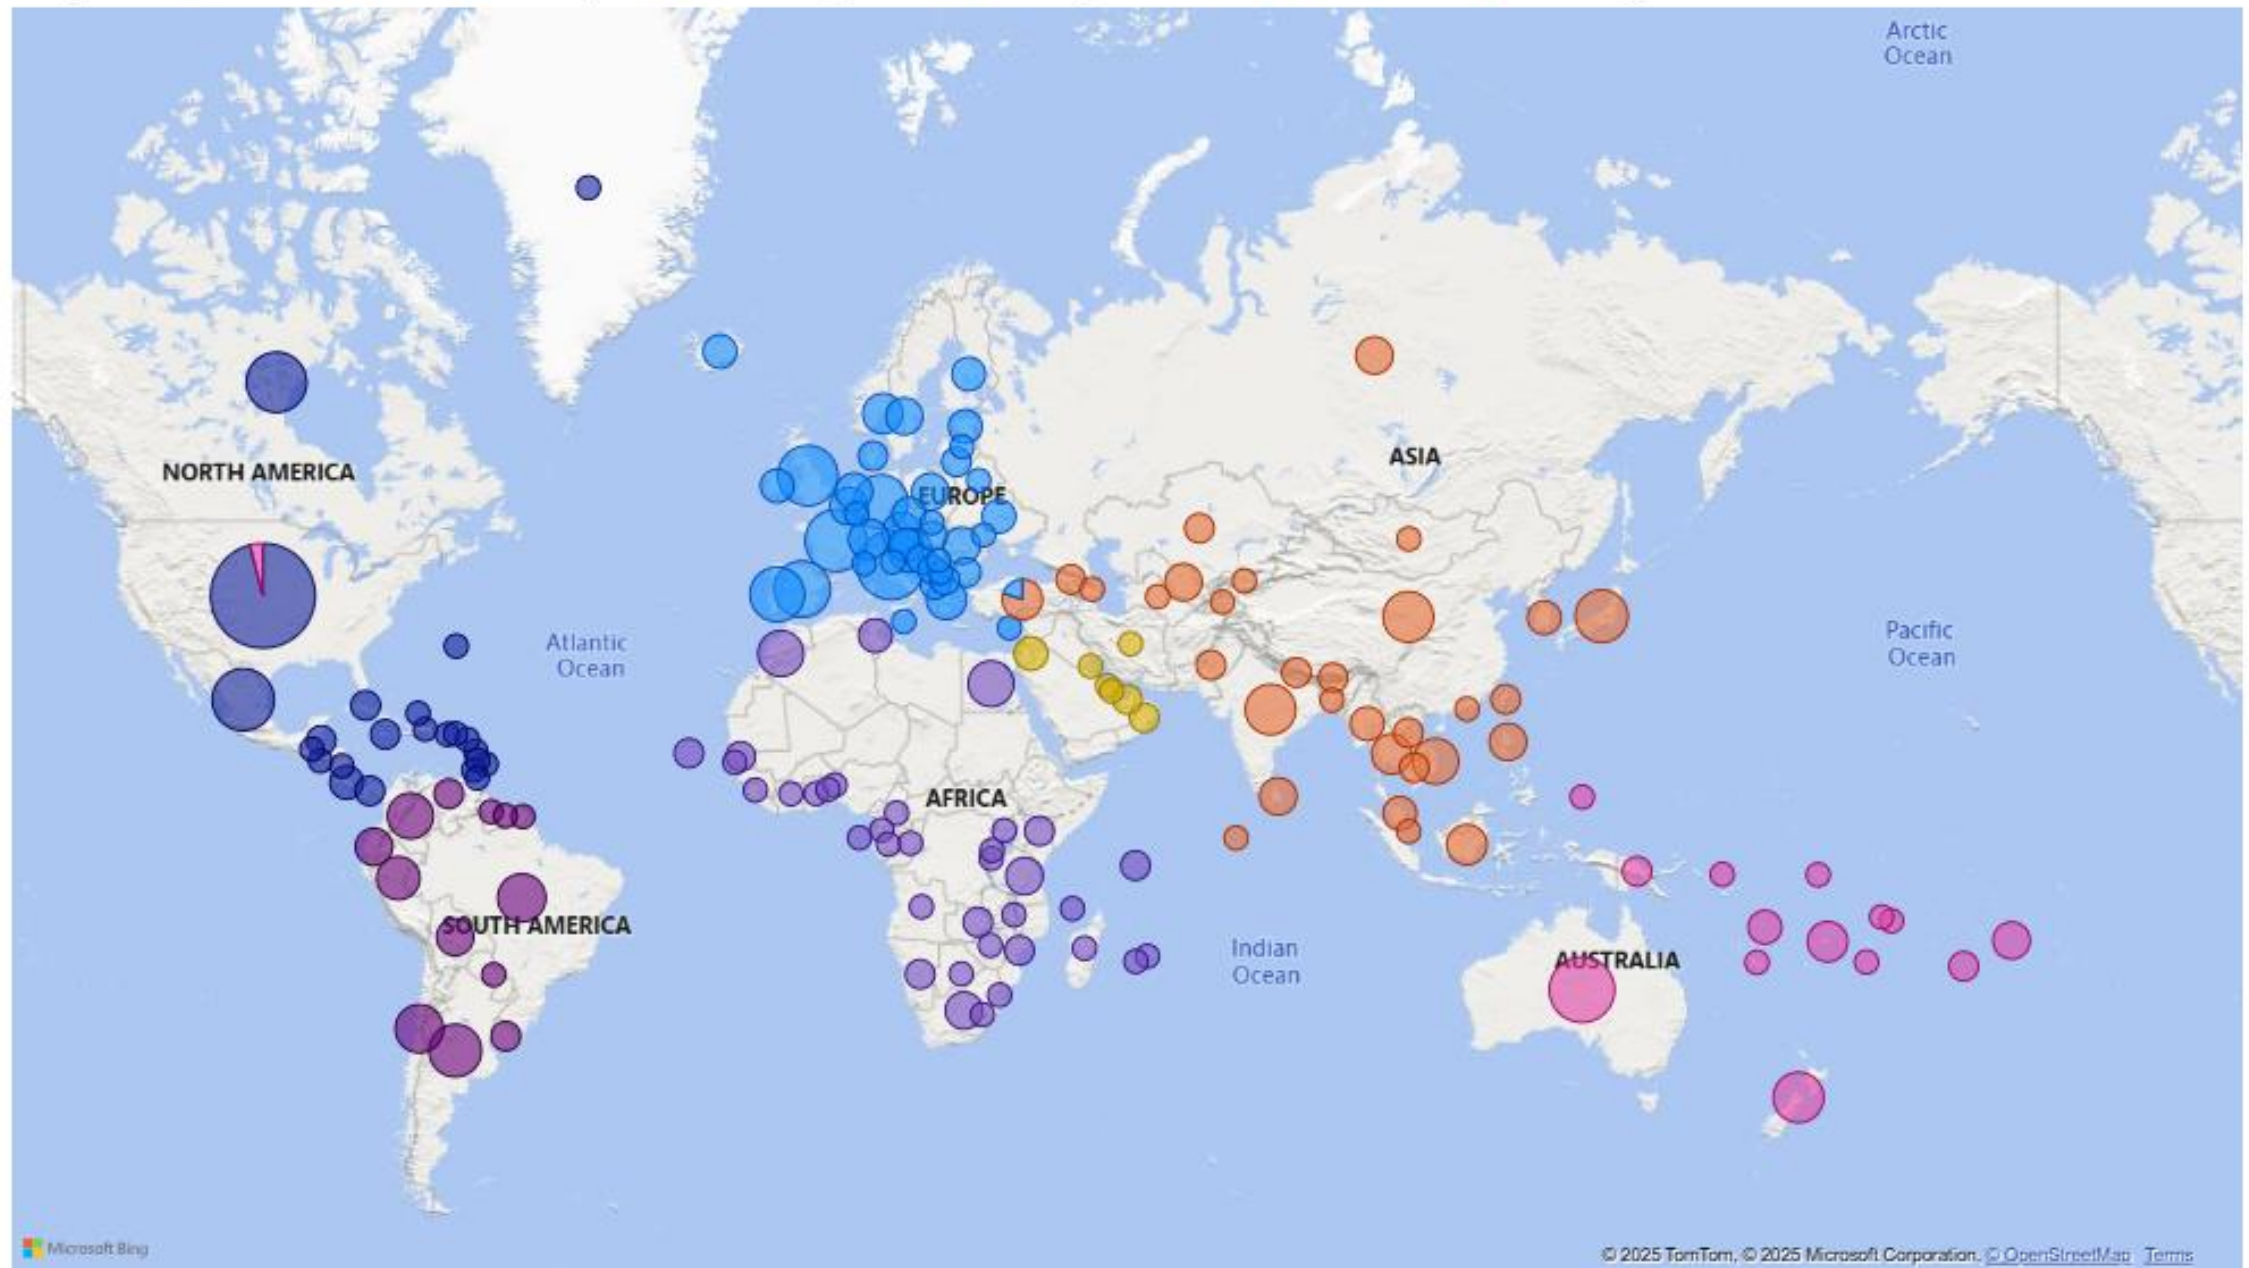 Arctic
Ocean
NORTH AMERICA
ASIA
EUROPE
Atlantic
Ocean
Pacific
Ocean
AFRICA
SOUTH AMERICA
Indian
Ocean
AUSTRALIA
Microsoft Bing
© 2025 TomTom, © 2025 Microsoft Corporation, © OpenStreetMap Terms